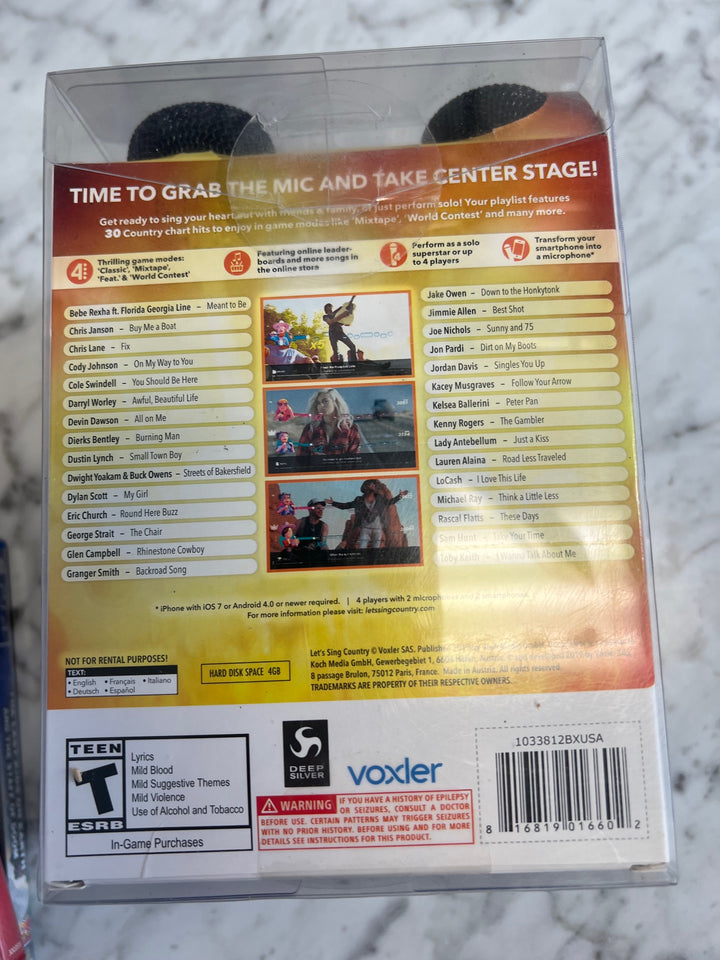 TIME TO GRAB THE MIC AND TAKE CENTER STAGE!
Get ready to sing your heart out with friends & family, or just perform solo! Your playlist features
30 Country chart hits to enjoy in game modes like 'Mixtape', 'World Contest' and many more.
4
Thrilling game modes:
'Classic', 'Mixtape',
'Feat.' & 'World Contest'
Featuring online leader-
boards and more songs in
the online store
Perform as a solo
superstar or up
to 4 players
Transform your
smartphone into
a microphone*
Bebe Rexha ft. Florida Georgia Line – Meant to Be
Chris Janson – Buy Me a Boat
Chris Lane – Fix
Cody Johnson – On My Way to You
Cole Swindell – You Should Be Here
Darryl Worley – Awful, Beautiful Life
Devin Dawson – All on Me
Dierks Bentley – Burning Man
Dustin Lynch – Small Town Boy
Dwight Yoakam & Buck Owens – Streets of Bakersfield
Dylan Scott – My Girl
Eric Church – Round Here Buzz
George Strait – The Chair
Glen Campbell – Rhinestone Cowboy
Granger Smith – Backroad Song
Jake Owen – Down to the Honkytonk
Jimmie Allen – Best Shot
Joe Nichols – Sunny and 75
Jon Pardi – Dirt on My Boots
Jordan Davis – Singles You Up
Kacey Musgraves – Follow Your Arrow
Kelsea Ballerini – Peter Pan
Kenny Rogers – The Gambler
Lady Antebellum – Just a Kiss
Lauren Alaina – Road Less Traveled
LoCash – I Love This Life
Michael Ray – Think a Little Less
Rascal Flatts – These Days
Sam Hunt – Take Your Time
Toby Keith – I Wanna Talk About Me
* iPhone with iOS 7 or Android 4.0 or newer required. | 4 players with 2 microphones and 2 smartphones.
For more information please visit: letssingcountry.com
NOT FOR RENTAL PURPOSES!
TEXT:
• English • Français • Italiano
• Deutsch • Español
HARD DISK SPACE 4GB
Let's Sing Country © Voxler SAS. Published
Koch Media GmbH, Gewerbegebiet 1,
8 passage Brulon, 75012 Paris, France. Made in Austria. All rights reserved.
TRADEMARKS ARE PROPERTY OF THEIR RESPECTIVE OWNERS.
TEEN
T
ESRB
Lyrics
Mild Blood
Mild Suggestive Themes
Mild Violence
Use of Alcohol and Tobacco
In-Game Purchases
DEEP
SILVER
voxler
WARNING IF YOU HAVE A HISTORY OF EPILEPSY
OR SEIZURES, CONSULT A DOCTOR
BEFORE USE. CERTAIN PATTERNS MAY TRIGGER SEIZURES
WITH NO PRIOR HISTORY. BEFORE USING AND FOR MORE
DETAILS SEE INSTRUCTIONS FOR THIS PRODUCT.
1033812BXUSA
8 16819 01660 2